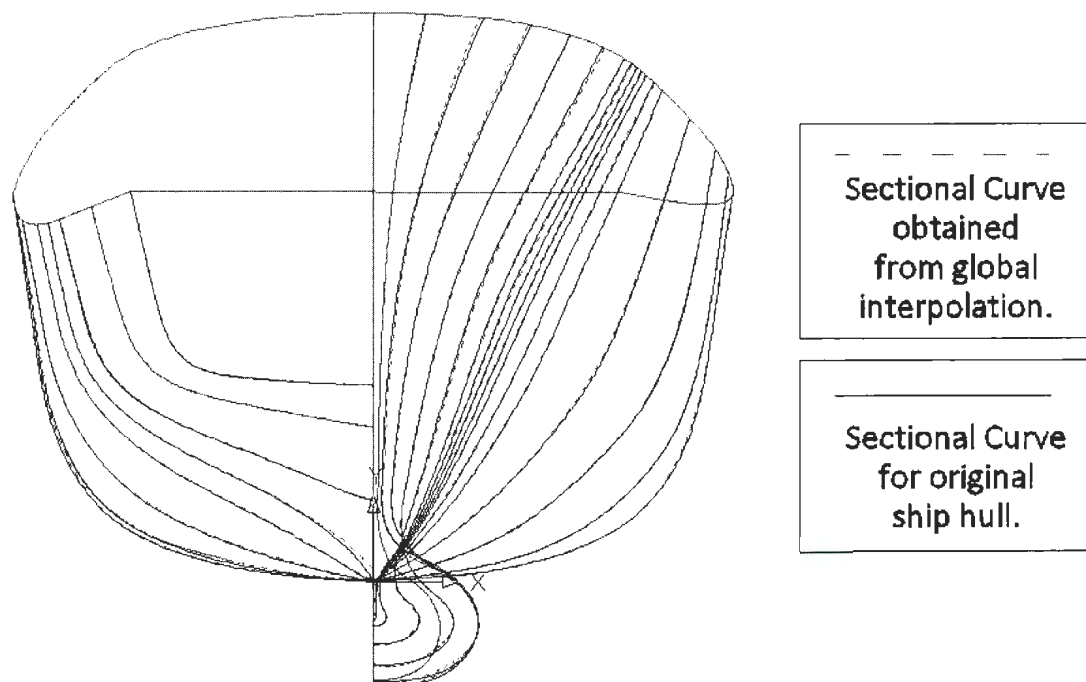 Y
X
Sectional Curve
obtained
from global
interpolation.
Sectional Curve
for original
ship hull.